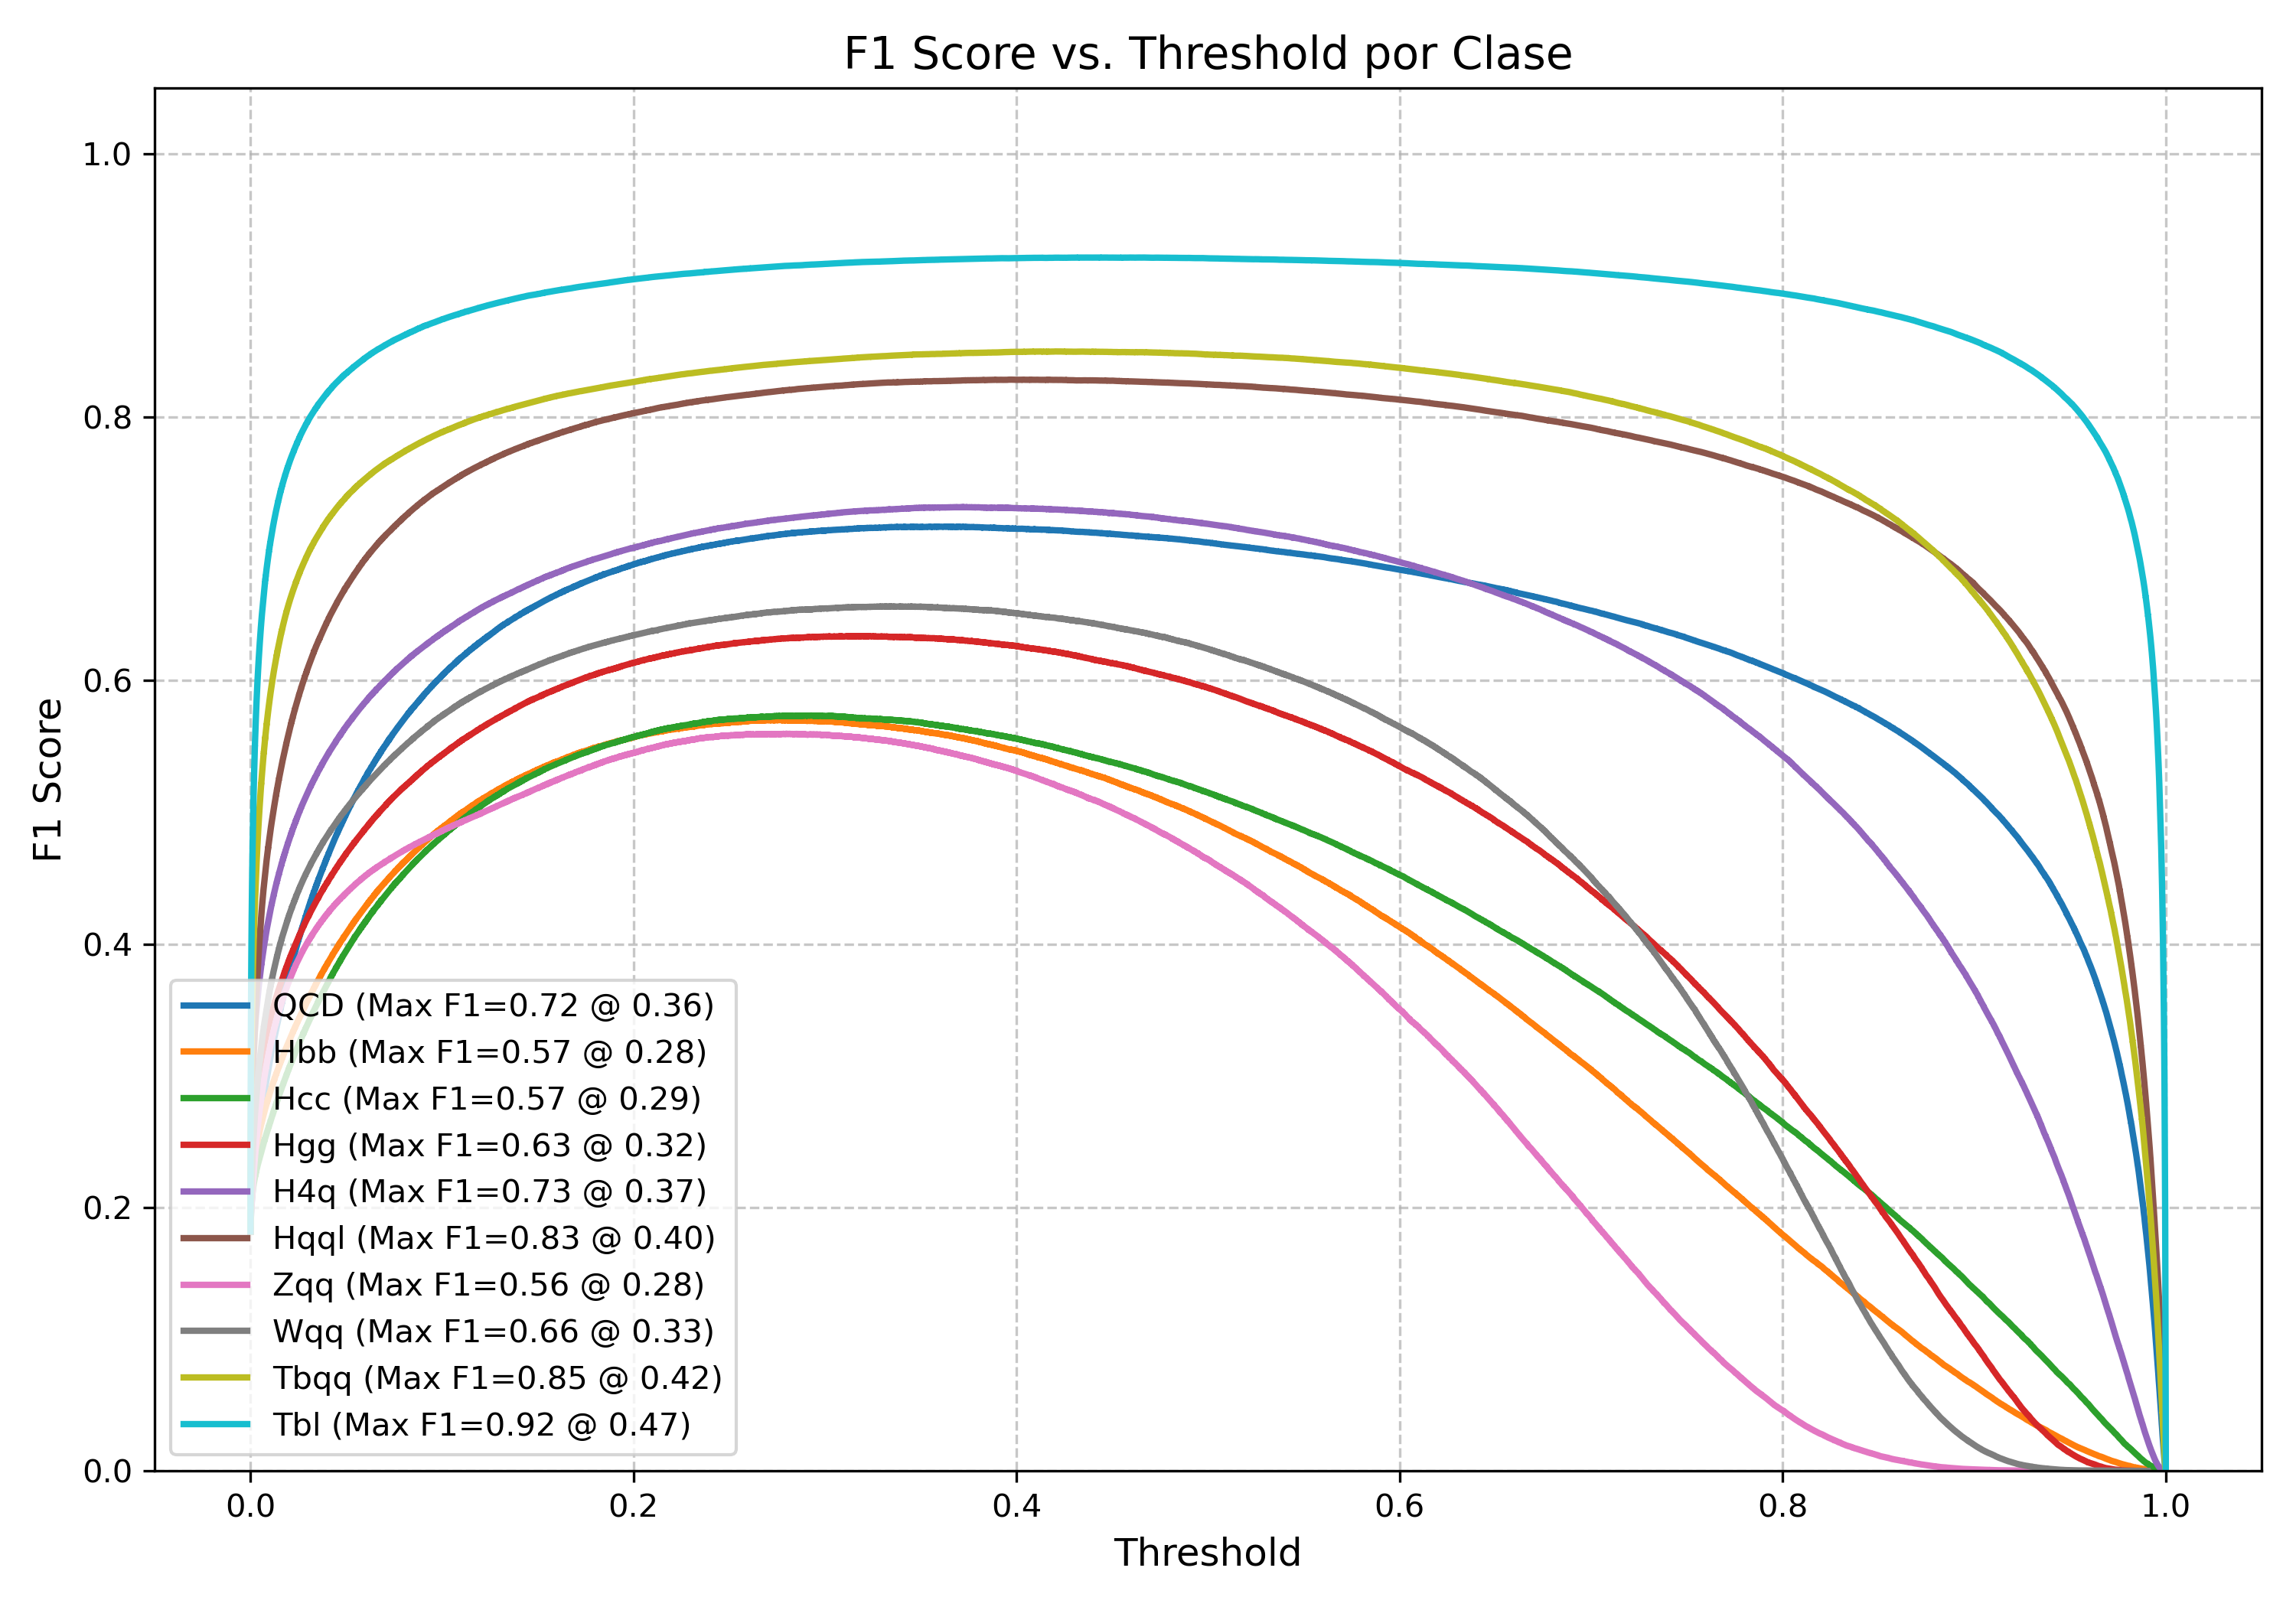 F1 Score vs. Threshold por Clase
F1 Score
1.0
0.8
0.6
0.4
0.2
0.0
QCD (Max F1=0.72 @ 0.36)
Hbb (Max F1=0.57 @ 0.28)
Hcc (Max F1=0.57 @ 0.29)
Hgg (Max F1=0.63 @ 0.32)
H4q (Max F1=0.73 @ 0.37)
Hqql (Max F1=0.83 @ 0.40)
Zqq (Max F1=0.56 @ 0.28)
Wqq (Max F1=0.66 @ 0.33)
Tbqq (Max F1=0.85 @ 0.42)
Tbl (Max F1=0.92 @ 0.47)
0.0 0.2 0.4 0.6 0.8 1.0
Threshold